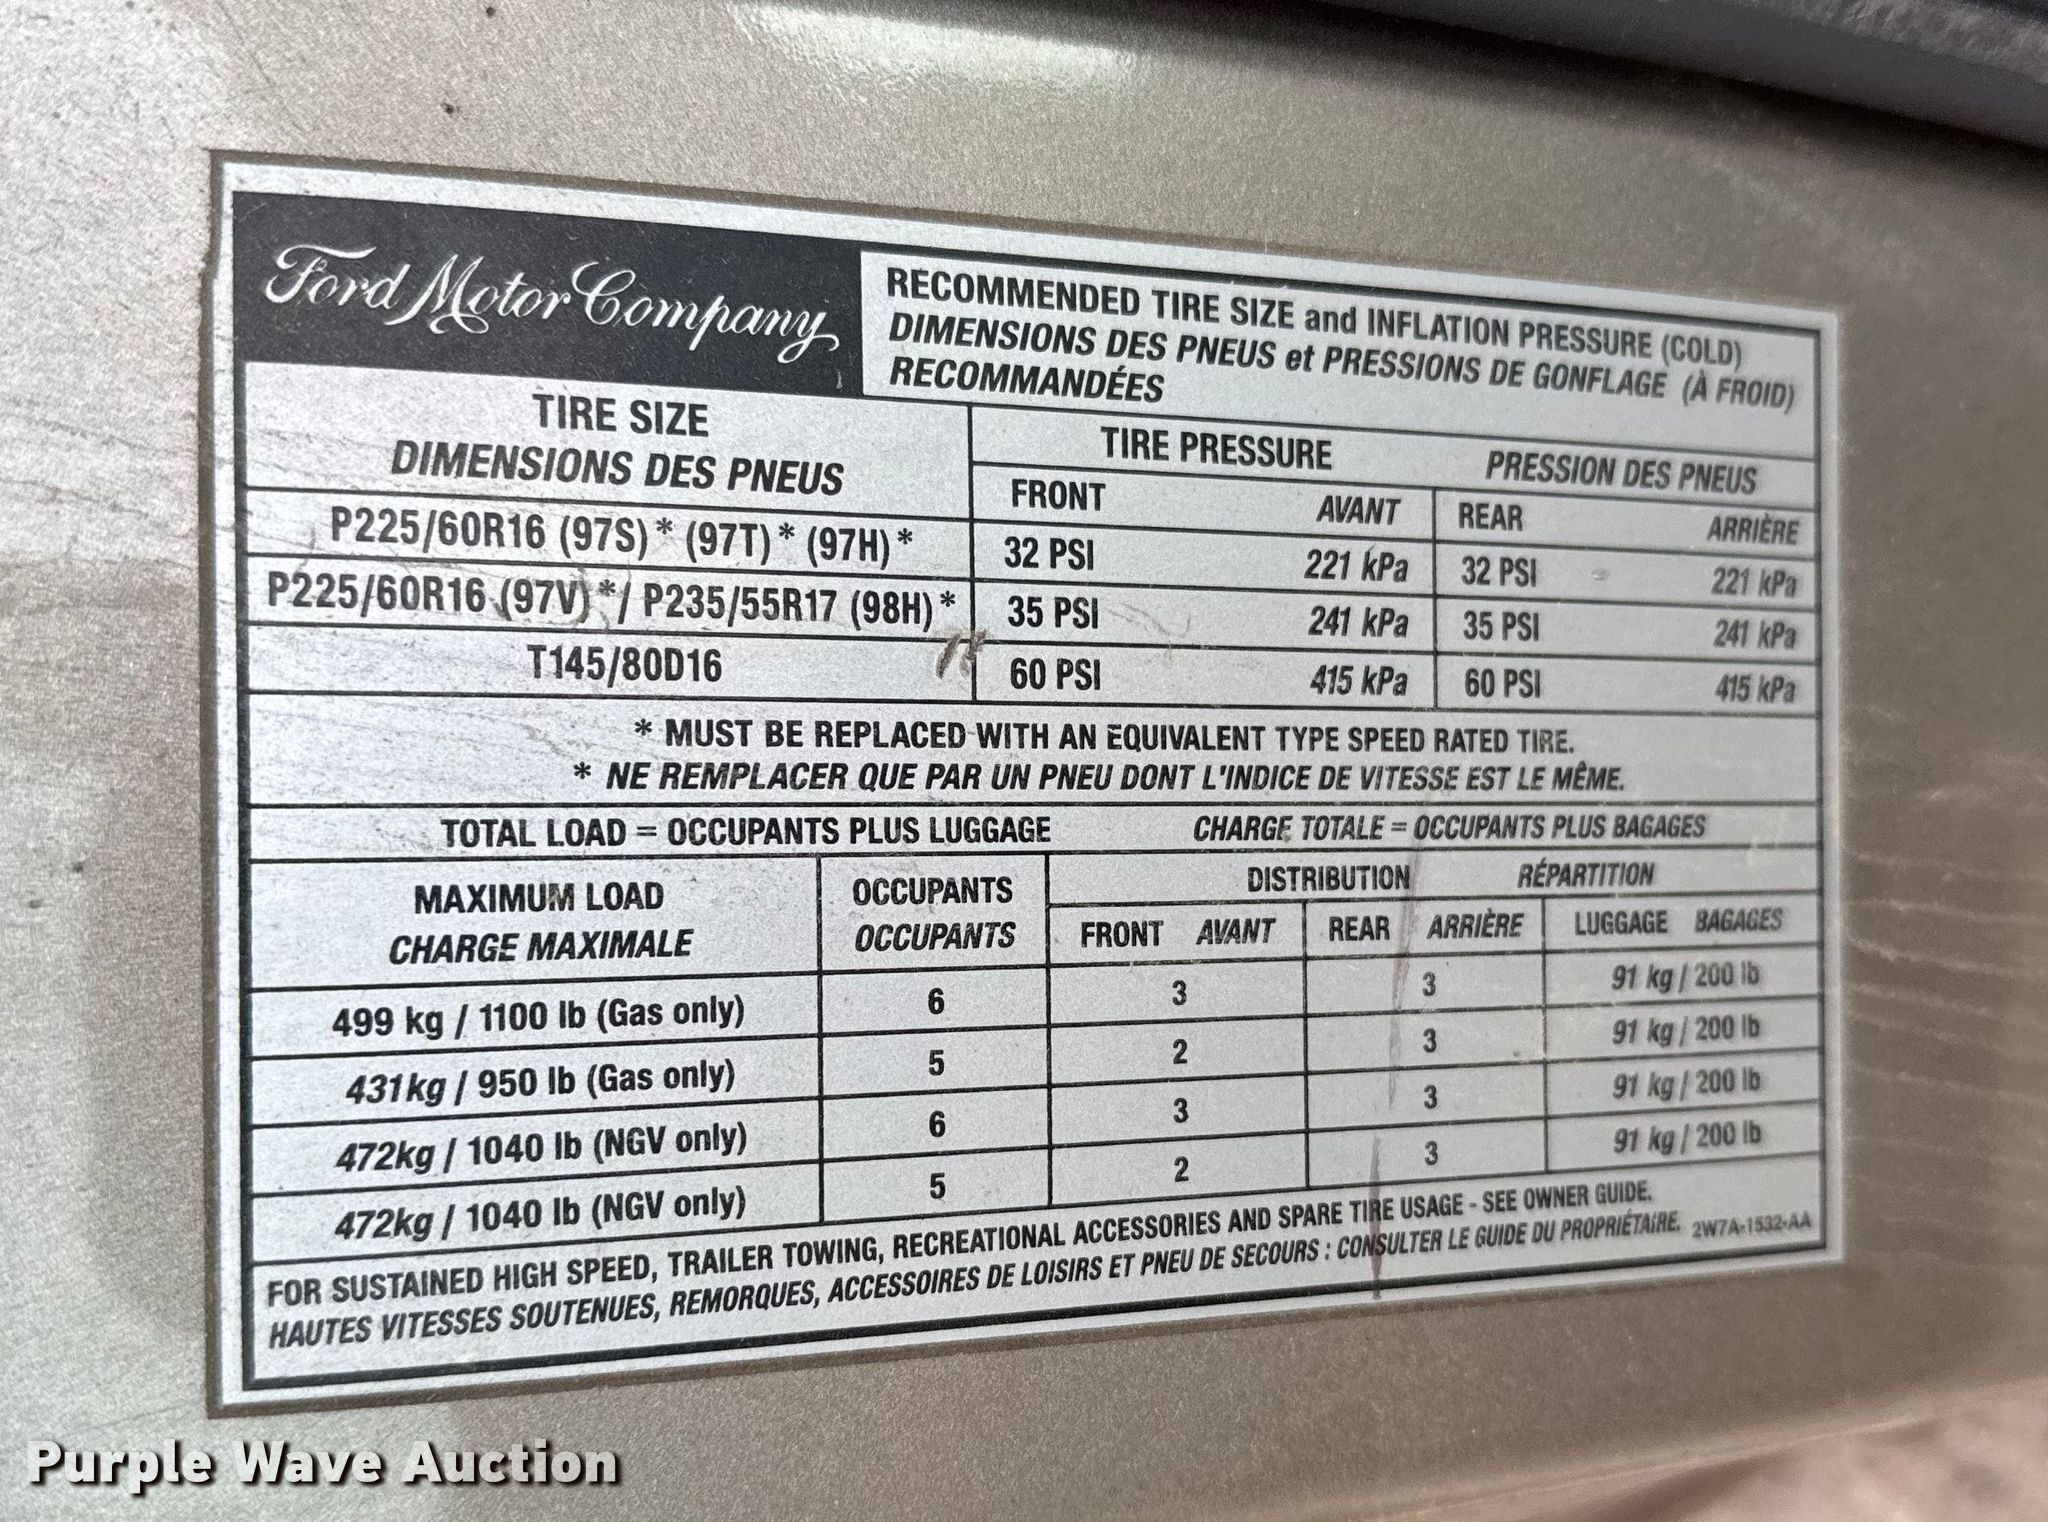 Ford Motor Company
RECOMMENDED TIRE SIZE and INFLATION PRESSURE (COLD)
DIMENSIONS DES PNEUS et PRESSIONS DE GONFLAGE (À FROID)
RECOMMANDÉES
TIRE SIZE
DIMENSIONS DES PNEUS
TIRE PRESSURE PRESSION DES PNEUS
FRONT AVANT REAR ARRIÈRE
P225/60R16 (97S)* (97T)* (97H)* 32 PSI 221 kPa 32 PSI 221 kPa
P225/60R16 (97V)*/ P235/55R17 (98H)* 35 PSI 241 kPa 35 PSI 241 kPa
T145/80D16 60 PSI 415 kPa 60 PSI 415 kPa
* MUST BE REPLACED WITH AN EQUIVALENT TYPE SPEED RATED TIRE.
* NE REMPLACER QUE PAR UN PNEU DONT L'INDICE DE VITESSE EST LE MÊME.
TOTAL LOAD = OCCUPANTS PLUS LUGGAGE CHARGE TOTALE = OCCUPANTS PLUS BAGAGES
MAXIMUM LOAD
CHARGE MAXIMALE
OCCUPANTS
OCCUPANTS
DISTRIBUTION RÉPARTITION
FRONT AVANT REAR ARRIÈRE LUGGAGE BAGAGES
499 kg / 1100 lb (Gas only) 6 3 3 91 kg / 200 lb
431kg / 950 lb (Gas only) 5 2 3 91 kg / 200 lb
472kg / 1040 lb (NGV only) 6 3 3 91 kg / 200 lb
472kg / 1040 lb (NGV only) 5 2 3 91 kg / 200 lb
FOR SUSTAINED HIGH SPEED, TRAILER TOWING, RECREATIONAL ACCESSORIES AND SPARE TIRE USAGE - SEE OWNER GUIDE.
HAUTES VITESSES SOUTENUES, REMORQUES, ACCESSOIRES DE LOISIRS ET PNEU DE SECOURS : CONSULTER LE GUIDE DU PROPRIÉTAIRE. 2W7A-1532-AA
Purple Wave Auction